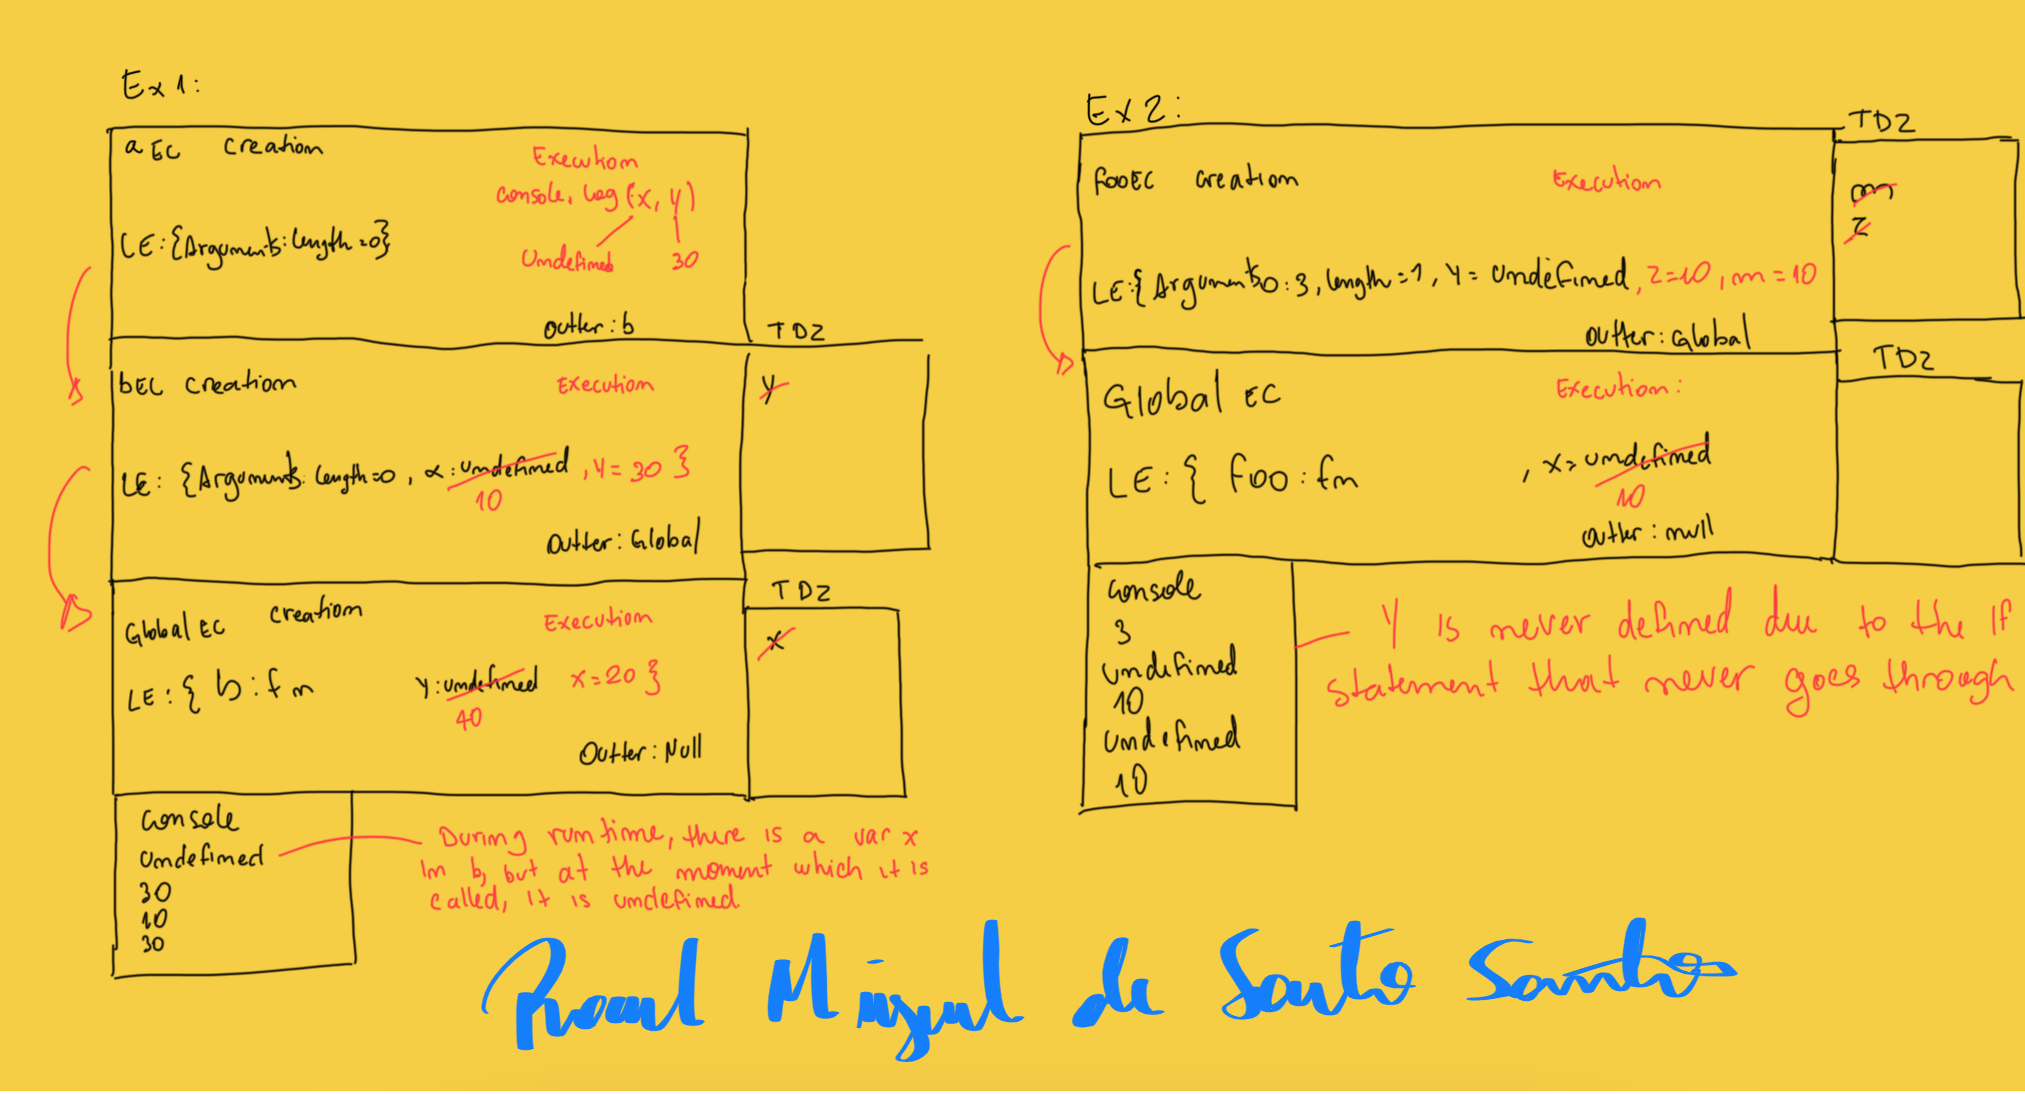 Ex 1:
a EC creation
Execution
console. log (x, y)
LE:{Arguments: length=0}
Undefined 30
Outter: b
TDZ
bEC creation
Execution
y
LE: {Arguments: length=0, x: undefined, y=30 }
10
Outter: Global
TDZ
Global EC creation
Execution
x
LE: { b: fn y: undefined x=20 }
40
Outter: Null
Console
Undefined
30
10
30
During runtime, there is a var x
in b, but at the moment which it is
called, it is undefined.
EX 2:
TDZ
fooEC creation
Execution
m
z
LE:{ Arguments 0: 3, length=1, y= undefined, z=10, m=10
Outter: Global
TDZ
Global EC
Execution:
LE: { foo: fn , x= undefined
10
outter: null
Console
3
undefined
10
undefined
10
Y is never defined due to the If
statement that never goes through
de Santo